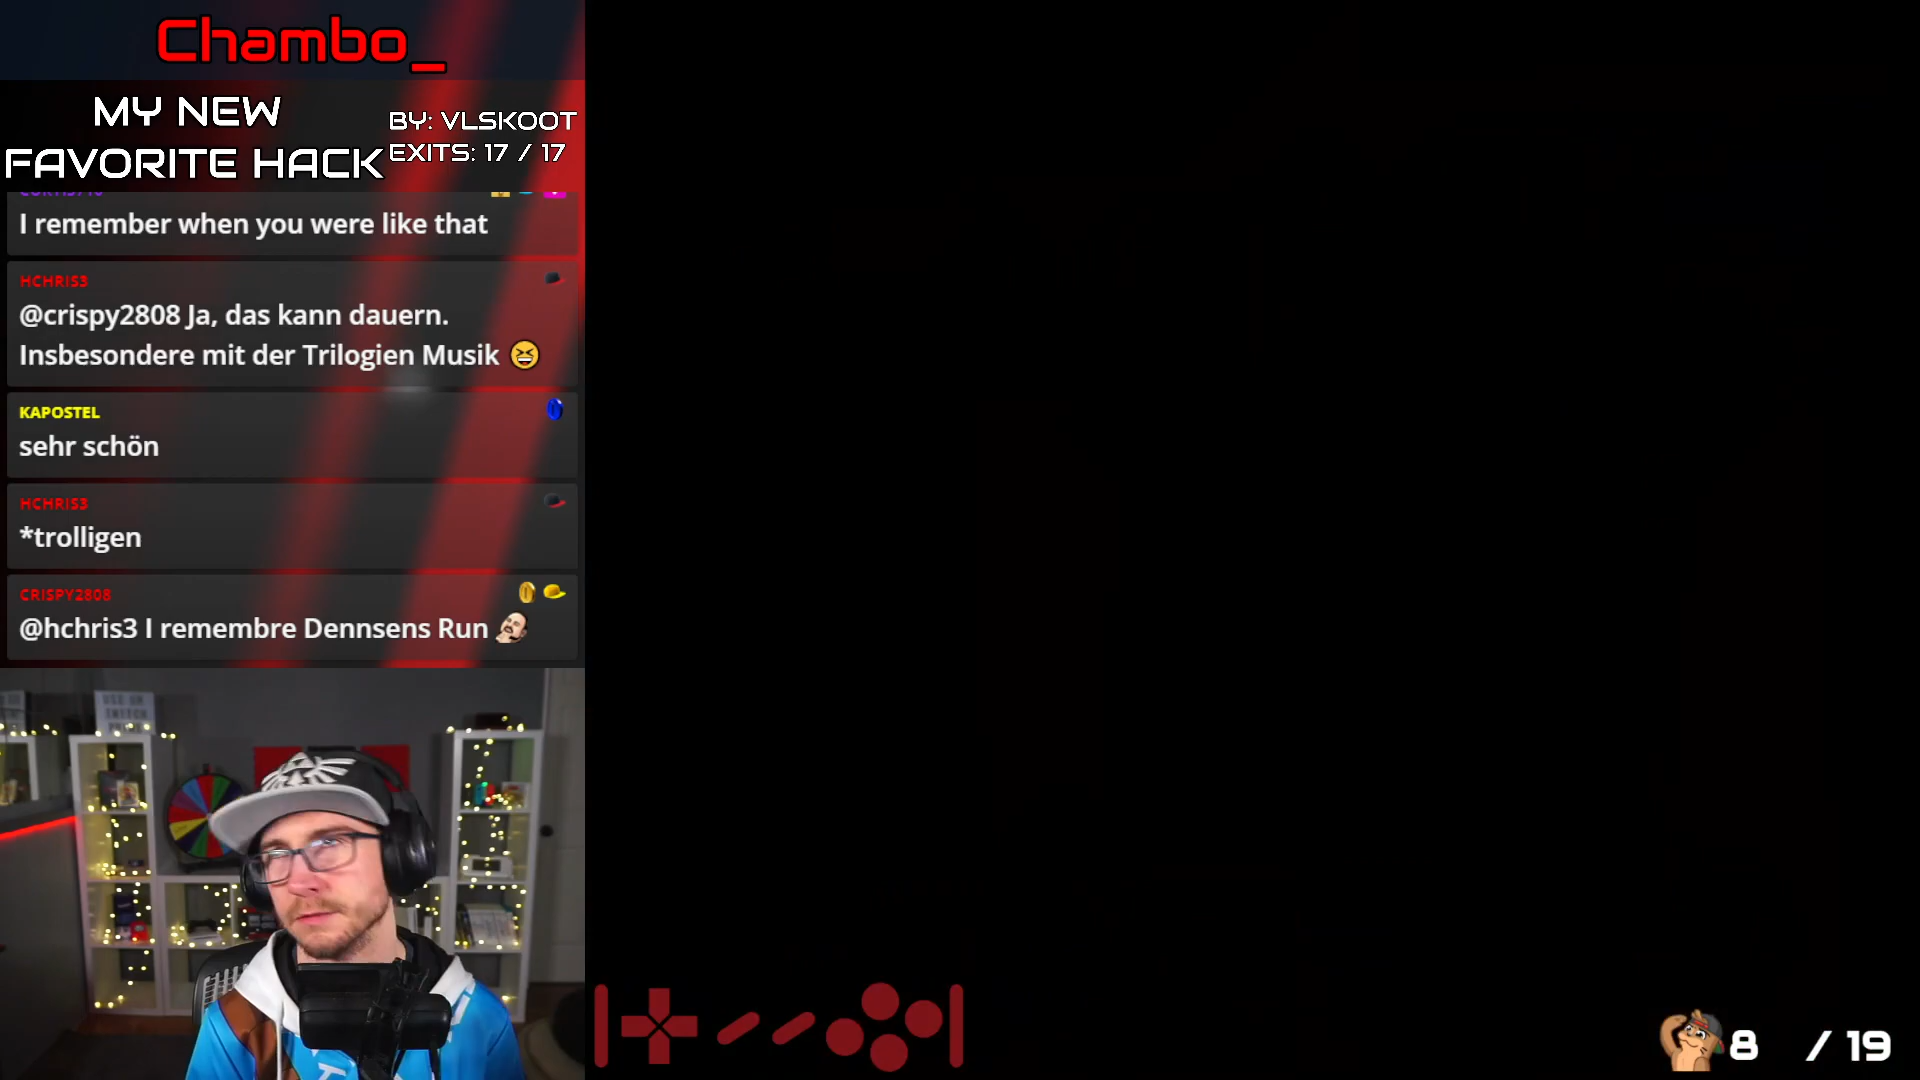 Chambo_
MY NEW
FAVORITE HACK
BY: VLSKOOT
EXITS: 17 / 17
I remember when you were like that
HCHRIS3
@crispy2808 Ja, das kann dauern.
Insbesondere mit der Trilogien Musik
KAPOSTEL
sehr schön
HCHRIS3
*trolligen
CRISPY2808
@hchris3 I remembre Dennsens Run
8 / 19